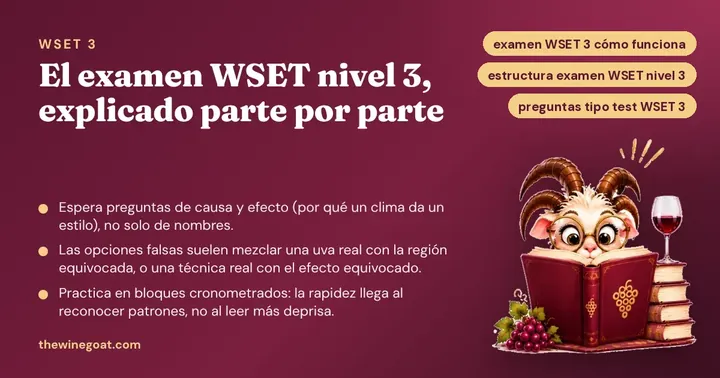 WSET 3
El examen WSET nivel 3,
explicado parte por parte
examen WSET 3 cómo funciona
estructura examen WSET nivel 3
preguntas tipo test WSET 3
Espera preguntas de causa y efecto (por qué un clima da un
estilo), no solo de nombres.
Las opciones falsas suelen mezclar una uva real con la región
equivocada, o una técnica real con el efecto equivocado.
Practica en bloques cronometrados: la rapidez llega al
reconocer patrones, no al leer más deprisa.
thewinegoat.com